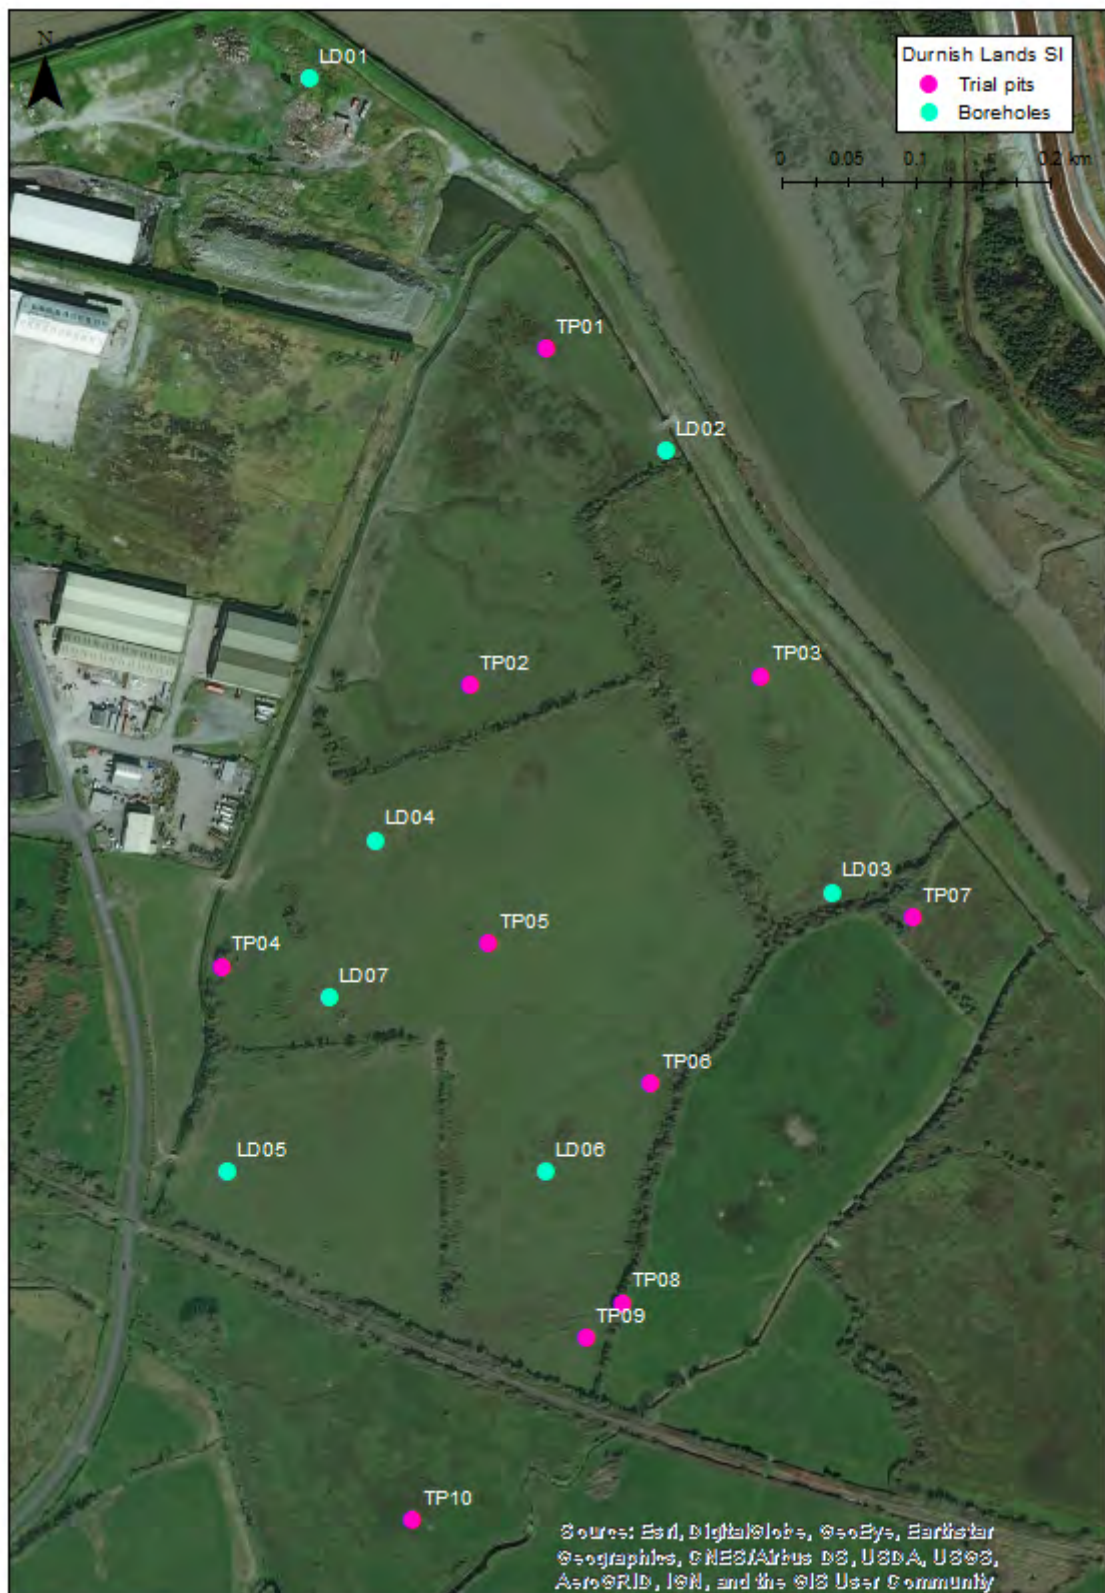 N
LD01
Durnish Lands SI
Trial pits
Boreholes
0 0.05 0.1 0.2 km
TP01
LD02
TP02
TP03
LD04
LD03
TP07
TP05
TP04
LD07
TP06
LD05
LD06
TP08
TP09
TP10
Source: Esri, DigitalGlobe, GeoEye, Earthstar
Geographics, CNES/Airbus DS, USDA, USGS,
AeroGRID, IGN, and the GIS User Community